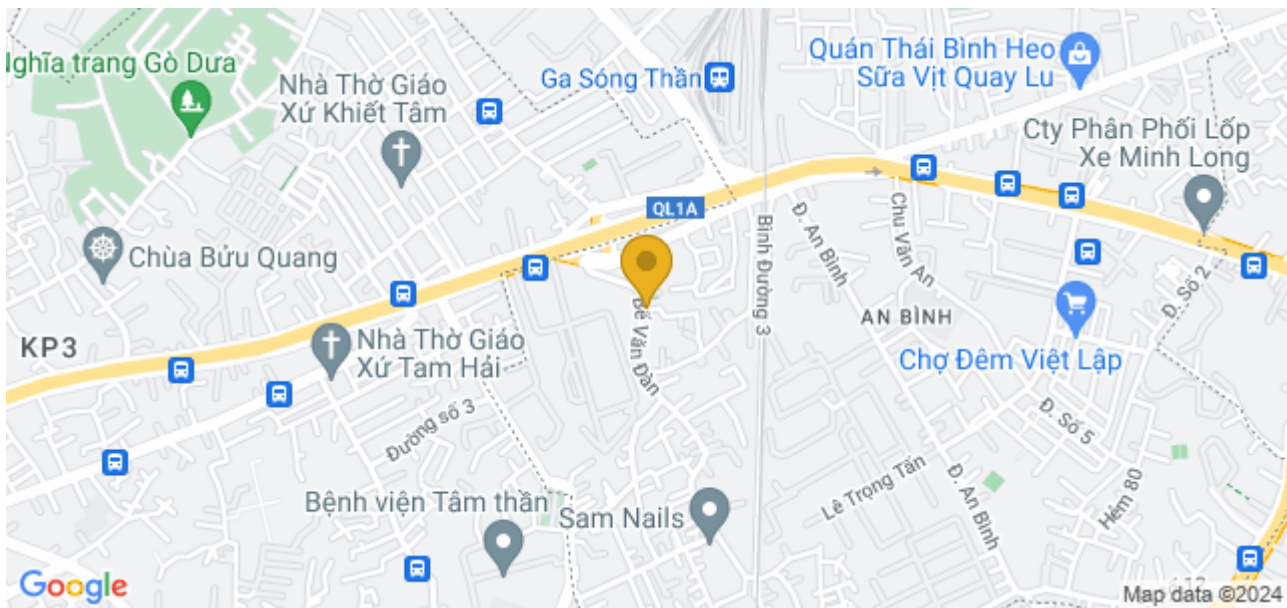 Nghĩa trang Gò Dưa
Nhà Thờ Giáo
Xứ Khiết Tâm
Ga Sóng Thần
Quán Thái Bình Heo
Sữa Vịt Quay Lu
Cty Phân Phối Lốp
Xe Minh Long
QL1A
Chùa Bửu Quang
Bình Đường 3
Đ. An Bình
Chu Văn An
Đ. Số 2
KP3
Nhà Thờ Giáo
Xứ Tam Hải
Bế Văn Đàn
AN BÌNH
Chợ Đêm Việt Lập
Đường số 3
Đ. Số 5
Lê Trọng Tấn
Đ. An Bình
Hẻm 80
Bệnh viện Tâm thần
Sam Nails
Google
Map data ©2024